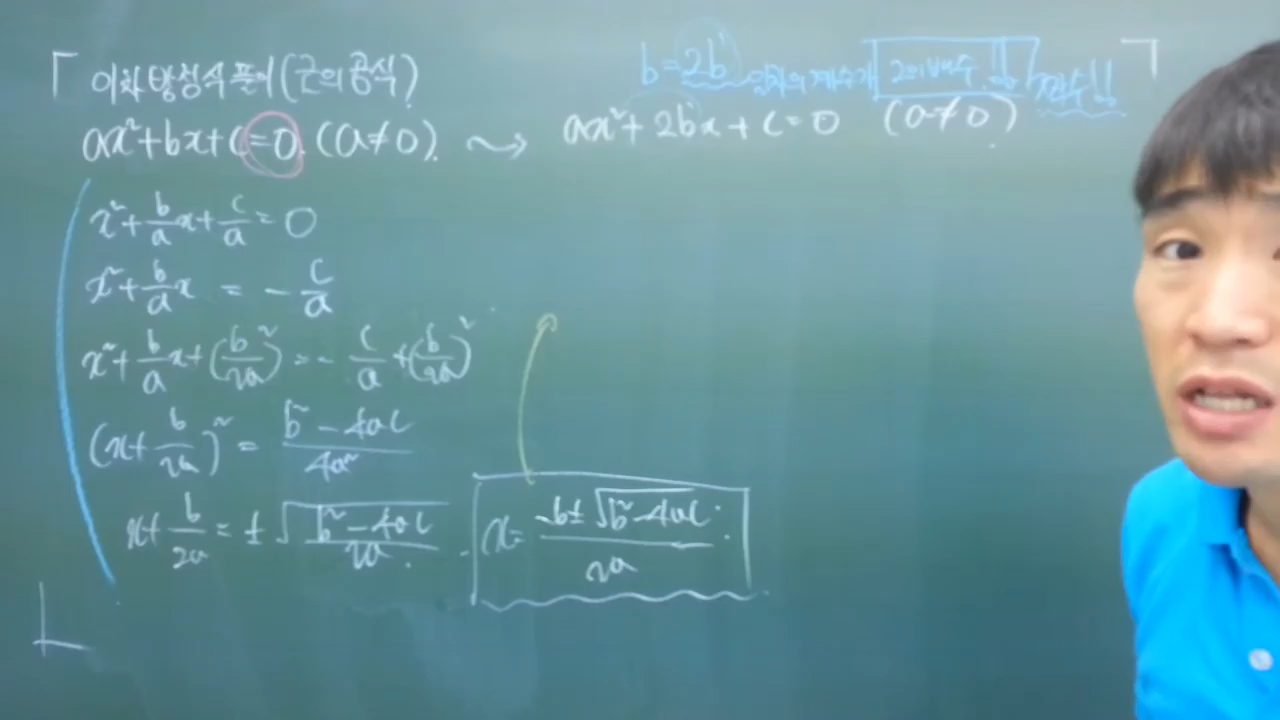 이차방정식 풀이 (근의 공식)
b=2b' 일차의 계수가 2의 배수!! 짝수!!
ax²+bx+c=0. (a≠0). ⇝ ax²+2b'x+c=0 (a≠0).
x²+b/a x+c/a=0
x²+b/a x = -c/a
x²+b/a x+(b/2a)²=-c/a+(b/2a)²
(x+b/2a)² = b²-4ac/4a²
x+b/2a=±√b²-4ac/2a.
x=-b±√b²-4ac/2a.